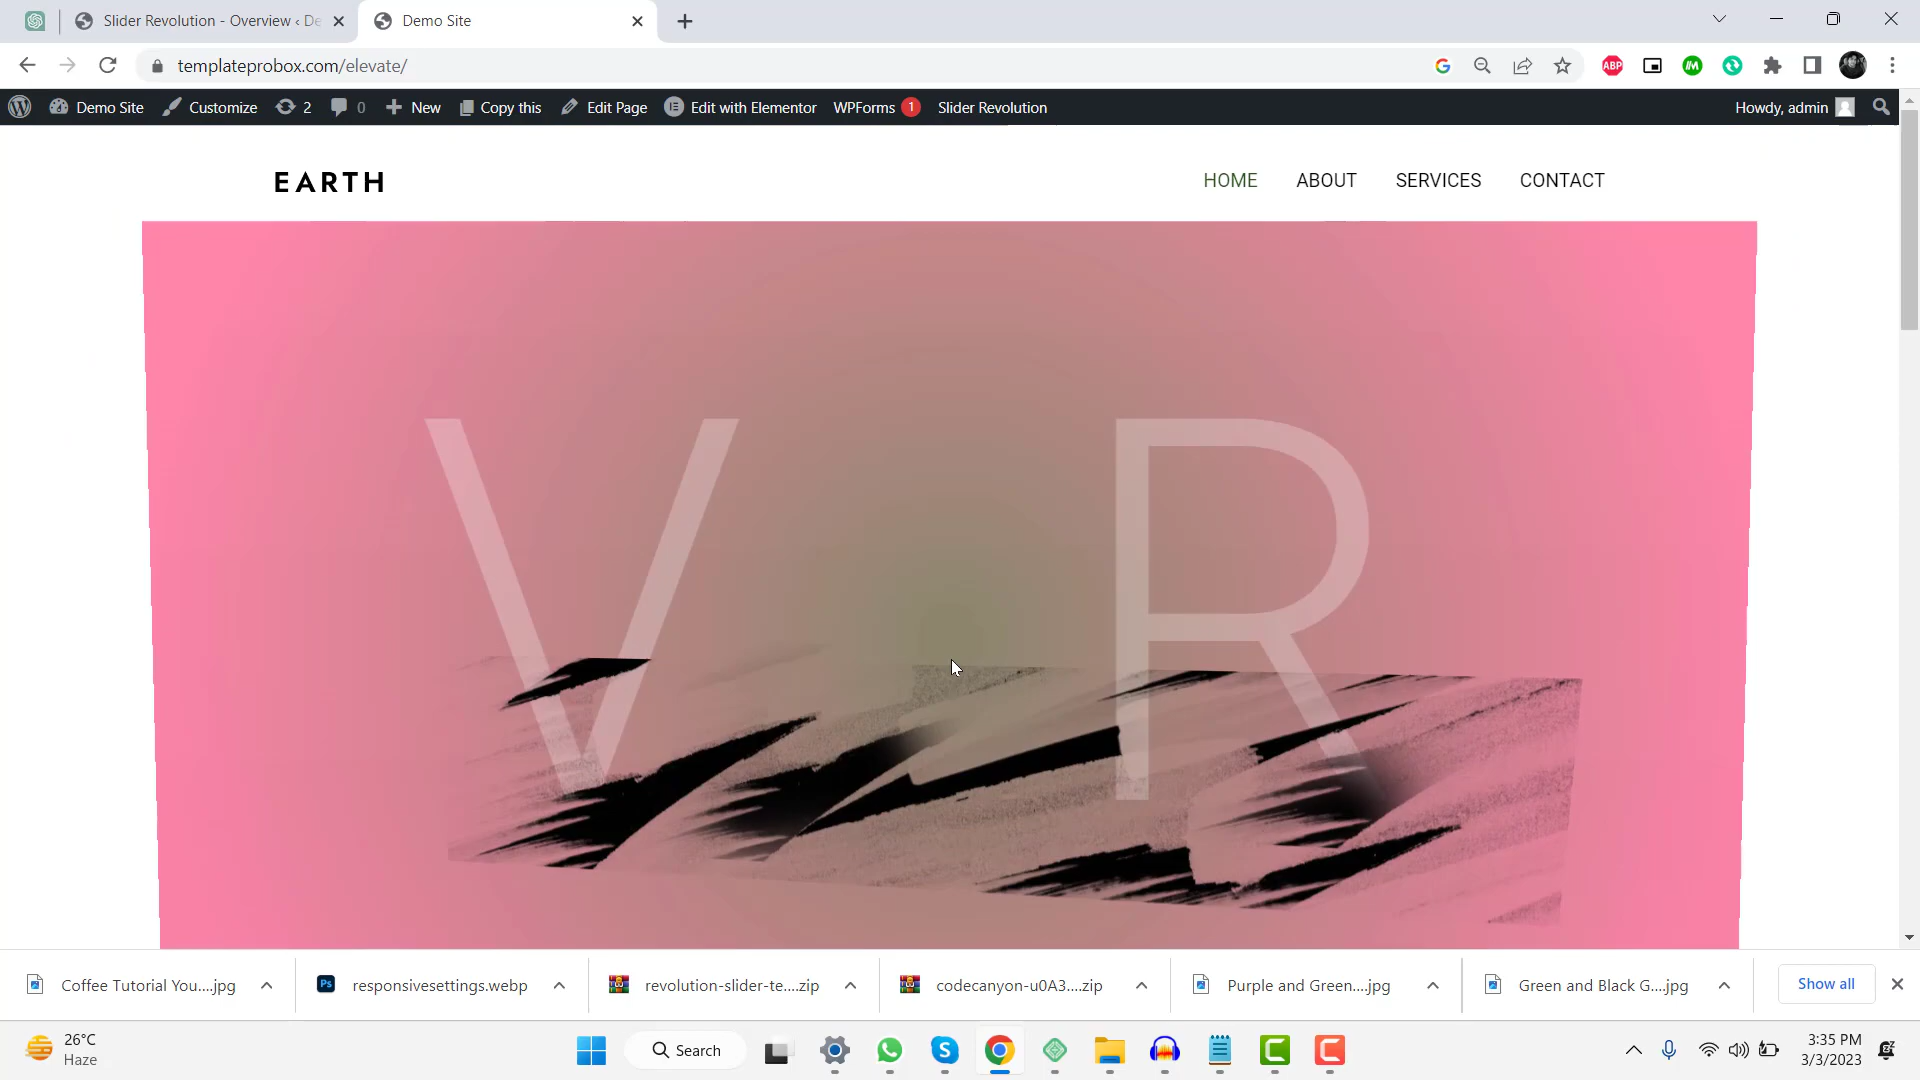 Slider Revolution - Overview ‹ De
Demo Site
templateprobox.com/elevate/
ABP
Demo Site
Customize
2
0
New
Copy this
Edit Page
Edit with Elementor
WPForms 1
Slider Revolution
Howdy, admin
EARTH
HOME
ABOUT
SERVICES
CONTACT
V R
Coffee Tutorial You....jpg
responsivesettings.webp
revolution-slider-te....zip
codecanyon-u0A3....zip
Purple and Green....jpg
Green and Black G....jpg
Show all
26°C
Haze
Search
3:35 PM
3/3/2023